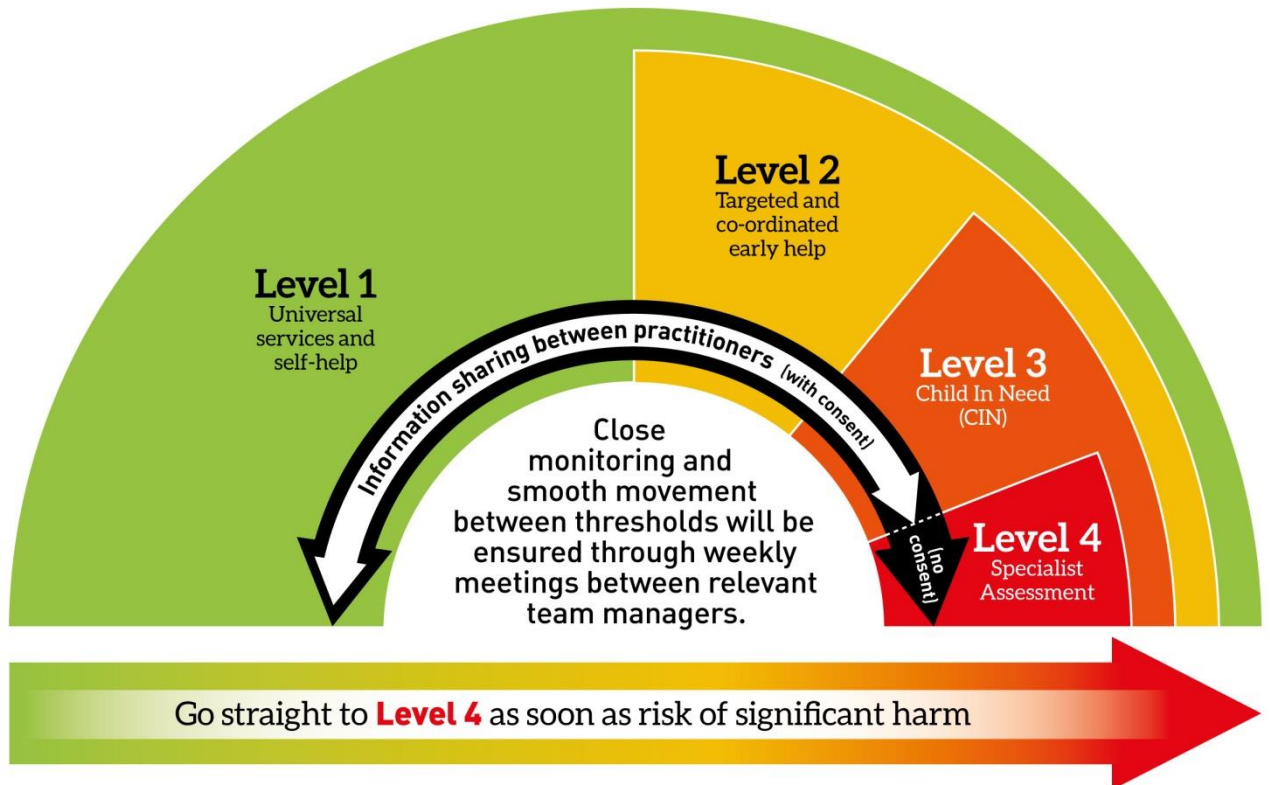 Level 1
Universal
services and
self-help
Level 2
Targeted and
co-ordinated
early help
Level 3
Child In Need
(CIN)
Level 4
Specialist
Assessment
Information sharing between practitioners (with consent)
(no
consent)
Close
monitoring and
smooth movement
between thresholds will be
ensured through weekly
meetings between relevant
team managers.
Go straight to Level 4 as soon as risk of significant harm